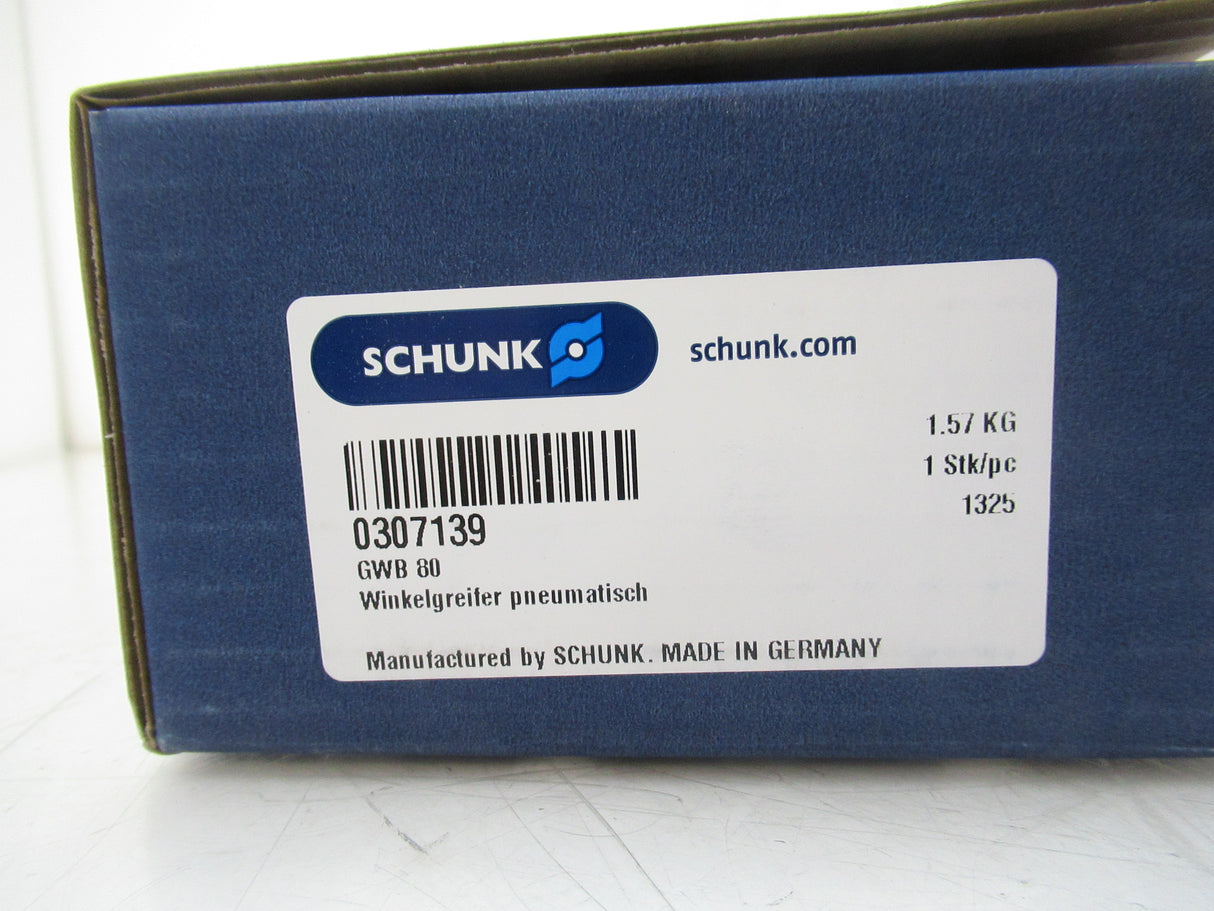 SCHUNK
schunk.com
1.57 KG
1 Stk/pc
1325
0307139
GWB 80
Winkelgreifer pneumatisch
Manufactured by SCHUNK. MADE IN GERMANY